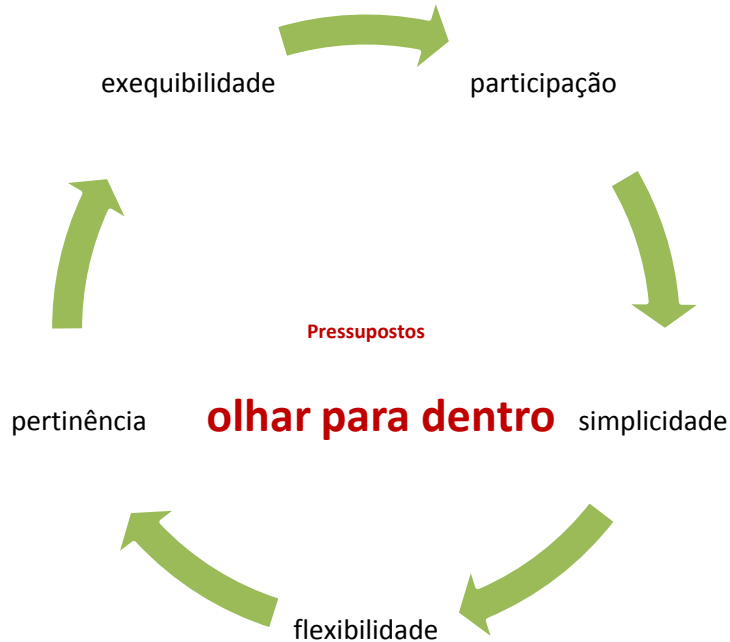 exequibilidade
participação
Pressupostos
pertinência
olhar para dentro
simplicidade
flexibilidade